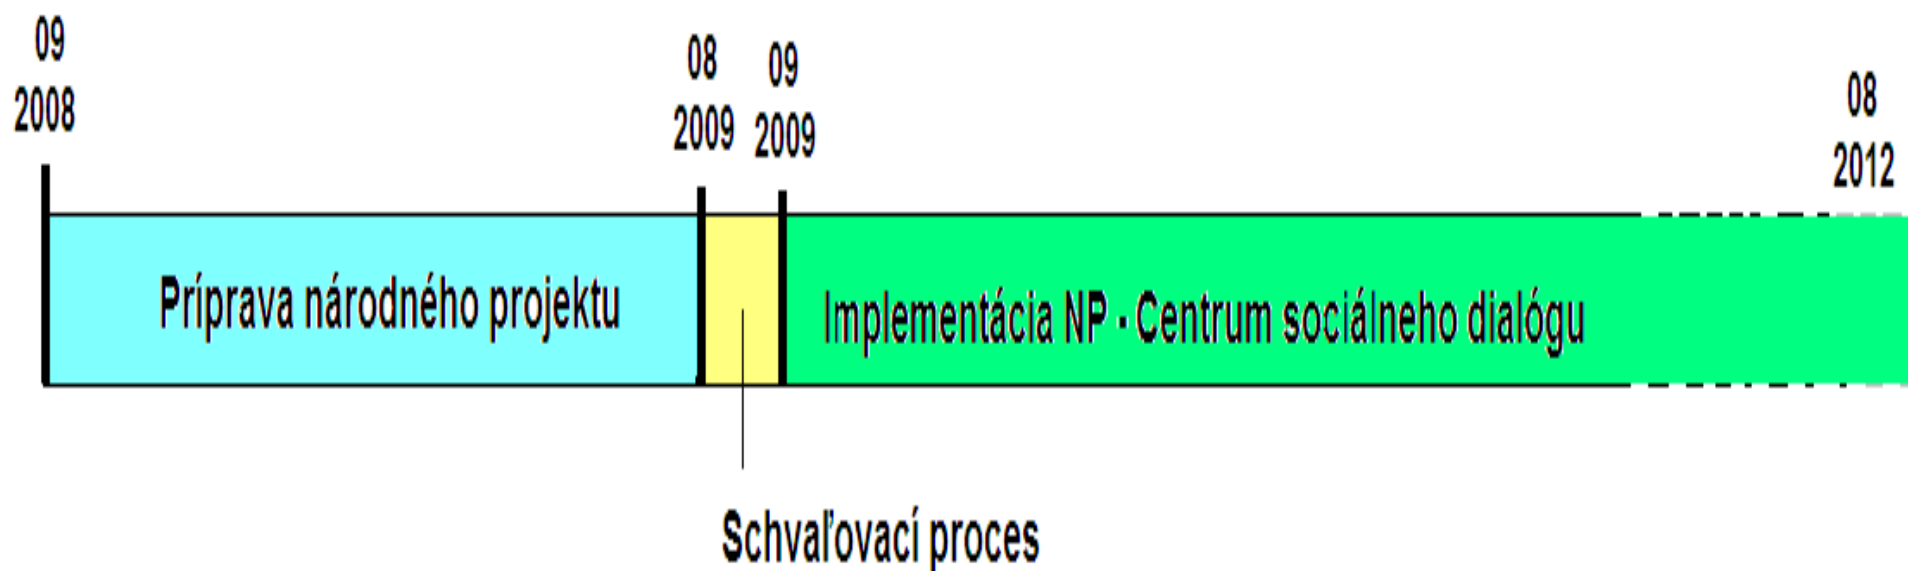 09
2008
08
2009
09
2009
08
2012
Príprava národného projektu
Implementácia NP - Centrum sociálneho dialógu
Schvaľovací proces